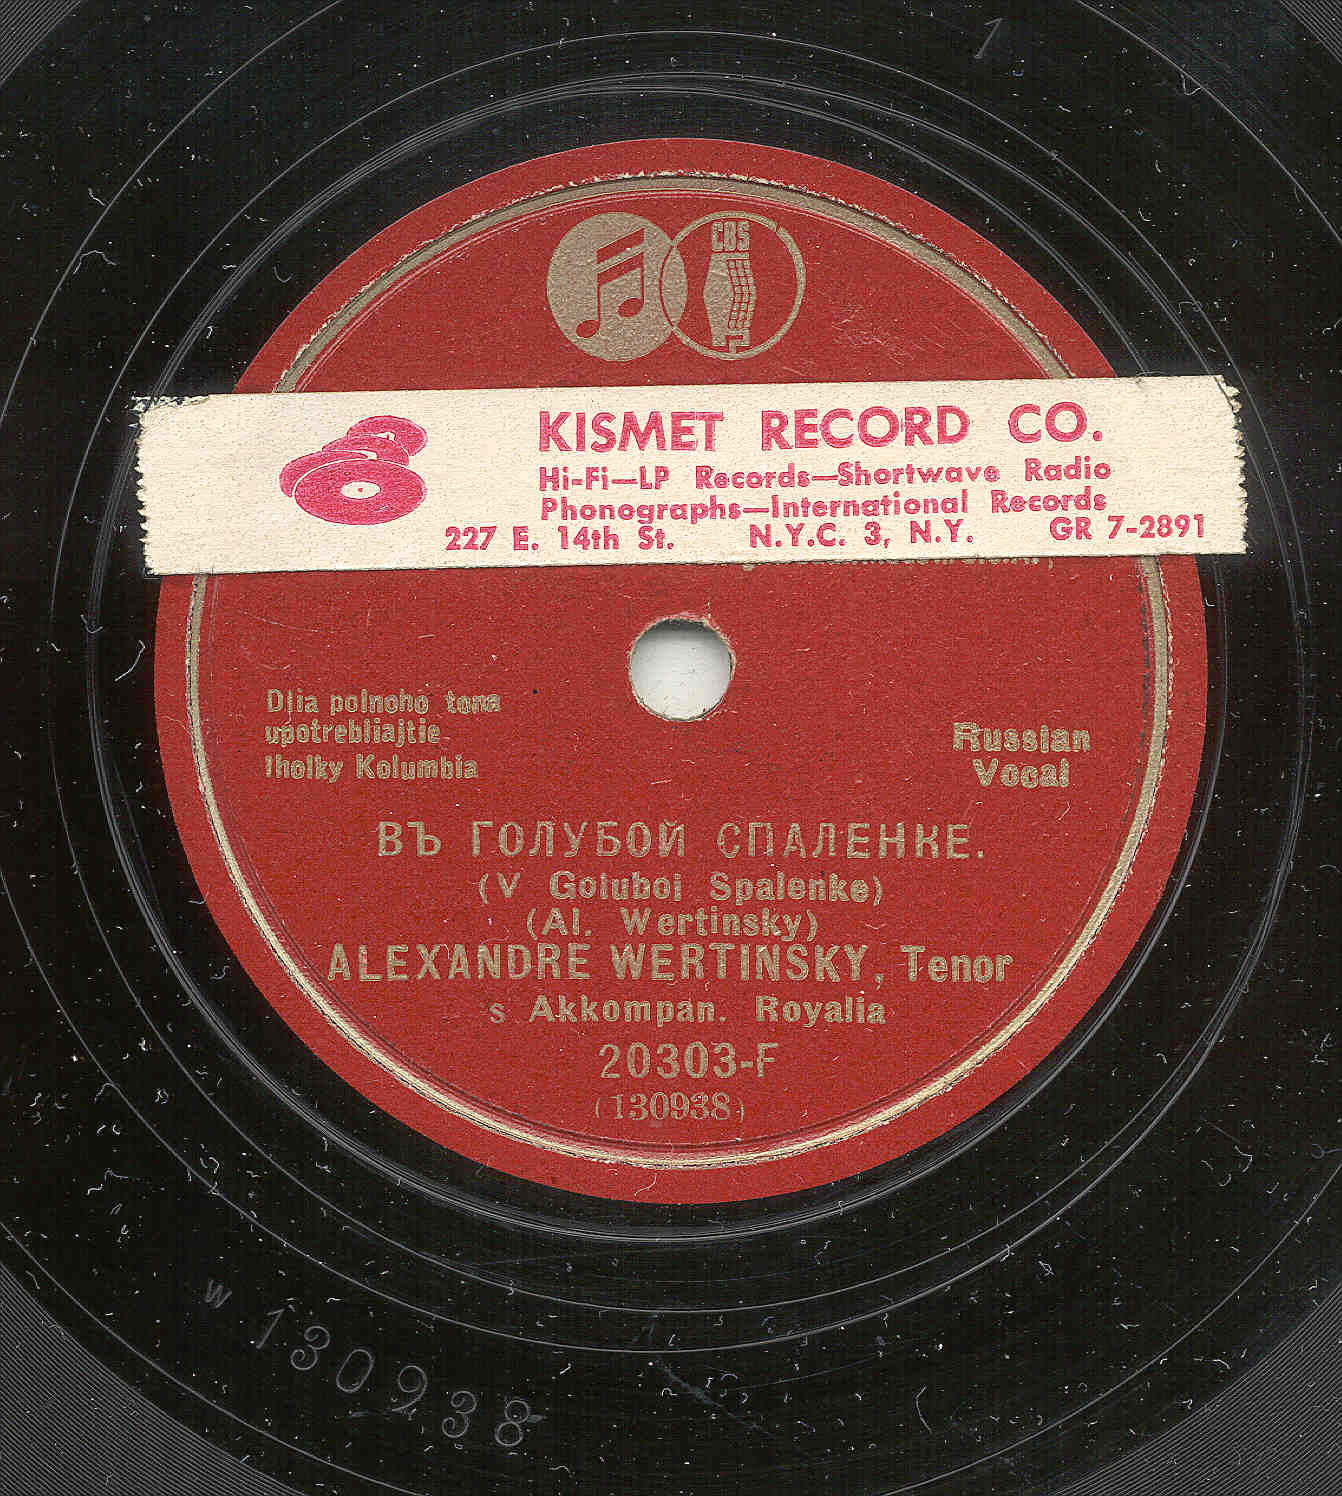 1
CBS
KISMET RECORD CO.
Hi-Fi—LP Records—Shortwave Radio
Phonographs—International Records
227 E. 14th St. N.Y.C. 3, N.Y. GR 7-2891
Dlia polnoho tona
upotrebliajtie
Iholky Kolumbia
Russian
Vocal
ВЪ ГОЛУБОЙ СПАЛЕНКЕ.
(V Goluboi Spalenke)
(Al. Wertinsky)
ALEXANDRE WERTINSKY, Tenor
s Akkompan. Royalia
20303-F
(130938)
W 130938